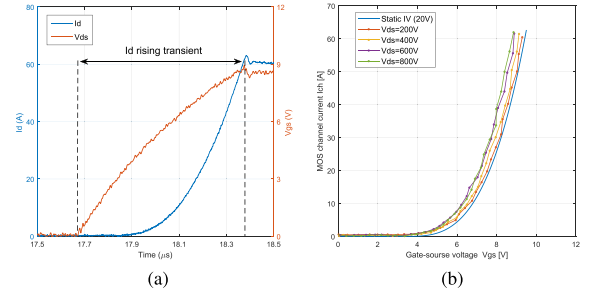 80
60
40
20
0
Id (A)
Id
Vds
Id rising transient
12
9
6
3
0
Vgs (V)
17.5
17.7
17.9
18.1
18.3
18.5
Time (μs)
(a)
70
60
50
40
30
20
10
0
MOS channel current Ich [A]
Static IV (20V)
Vds=200V
Vds=400V
Vds=600V
Vds=800V
0
2
4
6
8
10
12
Gate-sourse voltage Vgs [V]
(b)